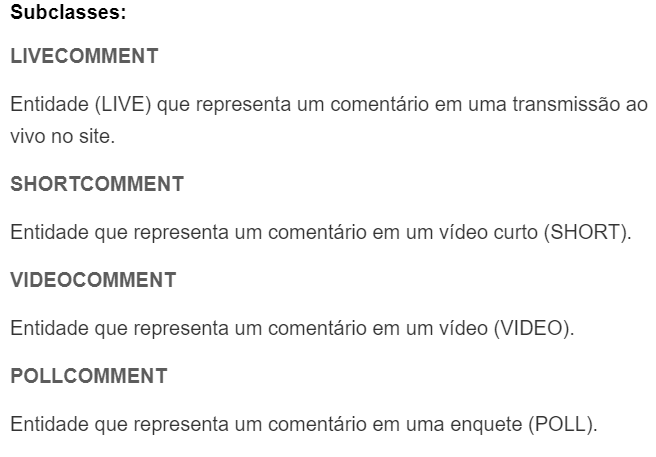 Subclasses:
LIVECOMMENT
Entidade (LIVE) que representa um comentário em uma transmissão ao
vivo no site.
SHORTCOMMENT
Entidade que representa um comentário em um vídeo curto (SHORT).
VIDEOCOMMENT
Entidade que representa um comentário em um vídeo (VIDEO).
POLLCOMMENT
Entidade que representa um comentário em uma enquete (POLL).